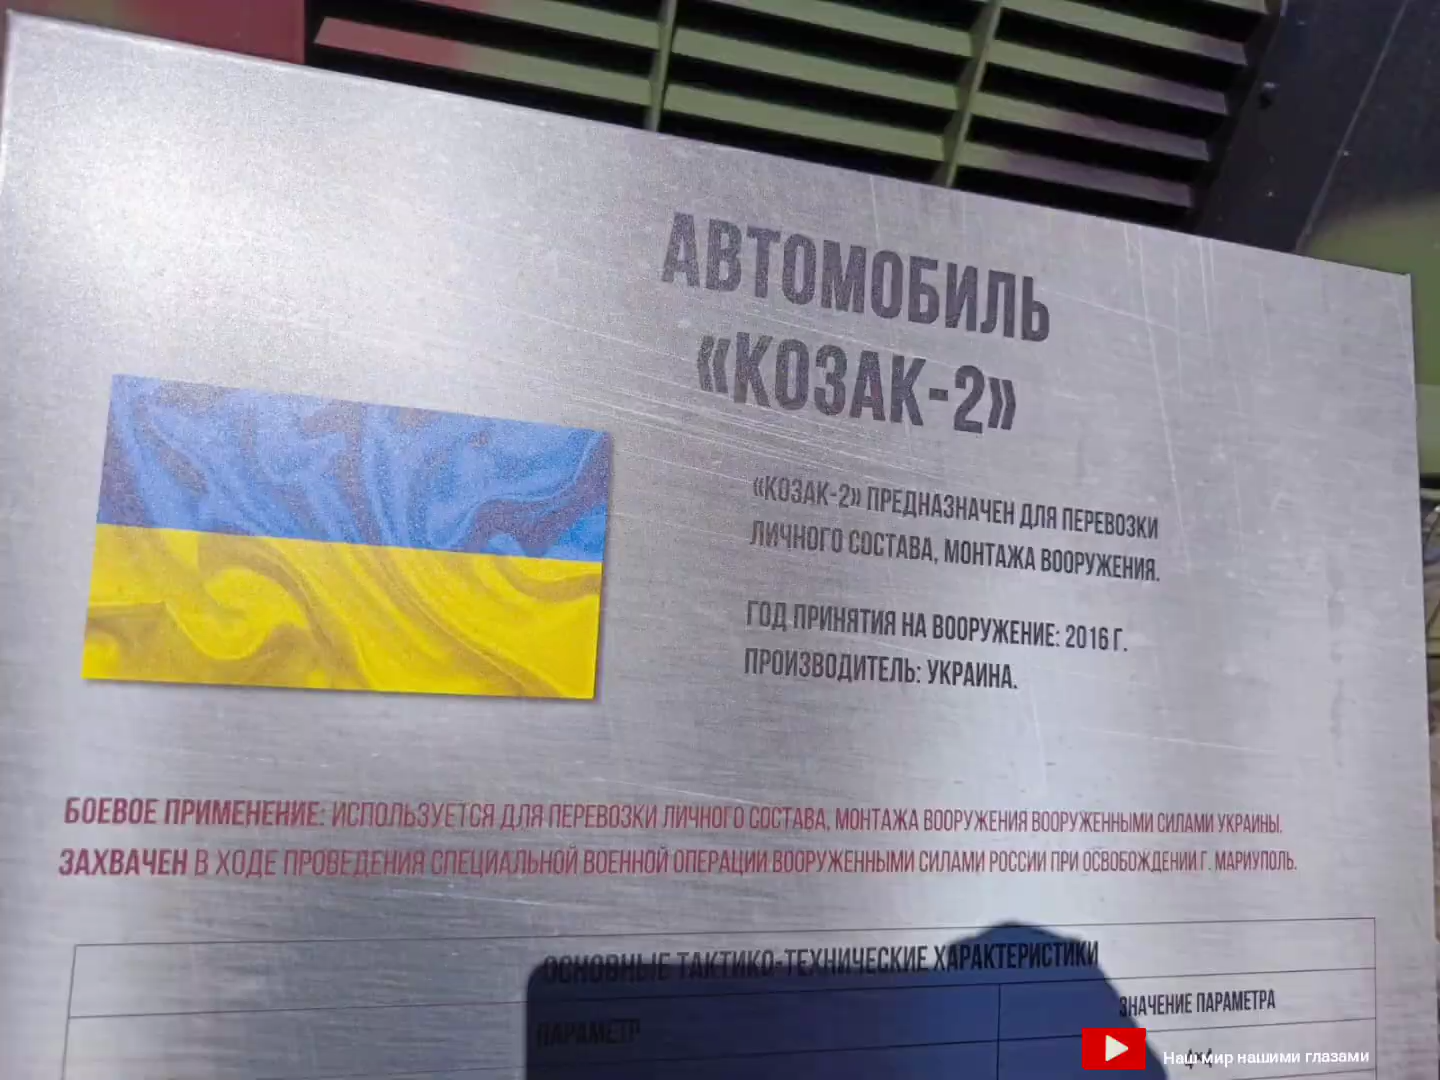 АВТОМОБИЛЬ
«КОЗАК-2»
«КОЗАК-2» ПРЕДНАЗНАЧЕН ДЛЯ ПЕРЕВОЗКИ
ЛИЧНОГО СОСТАВА, МОНТАЖА ВООРУЖЕНИЯ.
ГОД ПРИНЯТИЯ НА ВООРУЖЕНИЕ: 2016 Г.
ПРОИЗВОДИТЕЛЬ: УКРАИНА.
БОЕВОЕ ПРИМЕНЕНИЕ: ИСПОЛЬЗУЕТСЯ ДЛЯ ПЕРЕВОЗКИ ЛИЧНОГО СОСТАВА, МОНТАЖА ВООРУЖЕНИЯ ВООРУЖЕННЫМИ СИЛАМИ УКРАИНЫ.
ЗАХВАЧЕН В ХОДЕ ПРОВЕДЕНИЯ СПЕЦИАЛЬНОЙ ВОЕННОЙ ОПЕРАЦИИ ВООРУЖЕННЫМИ СИЛАМИ РОССИИ ПРИ ОСВОБОЖДЕНИИ Г. МАРИУПОЛЬ.
ОСНОВНЫЕ ТАКТИКО-ТЕХНИЧЕСКИЕ ХАРАКТЕРИСТИКИ
ПАРАМЕТР ЗНАЧЕНИЕ ПАРАМЕТРА
Наш мир нашими глазами